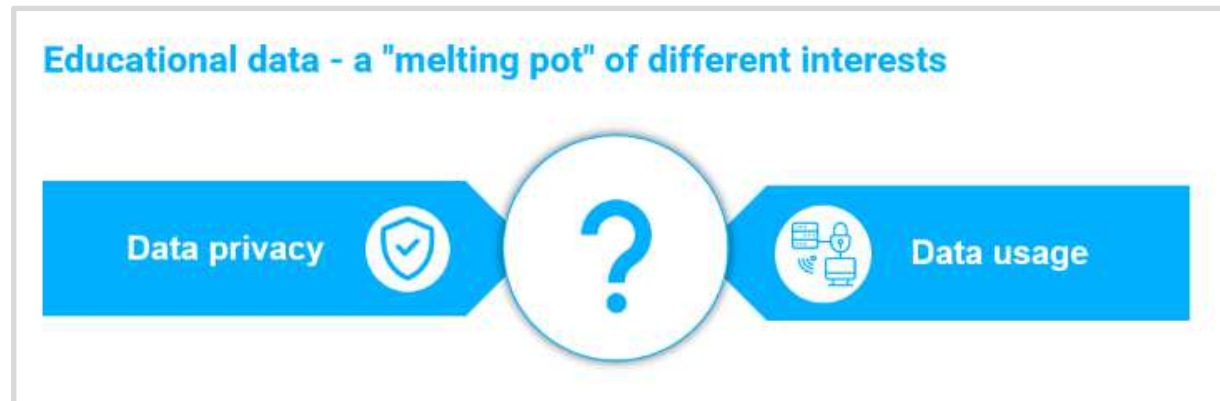 Educational data - a "melting pot" of different interests
Data privacy
?
Data usage